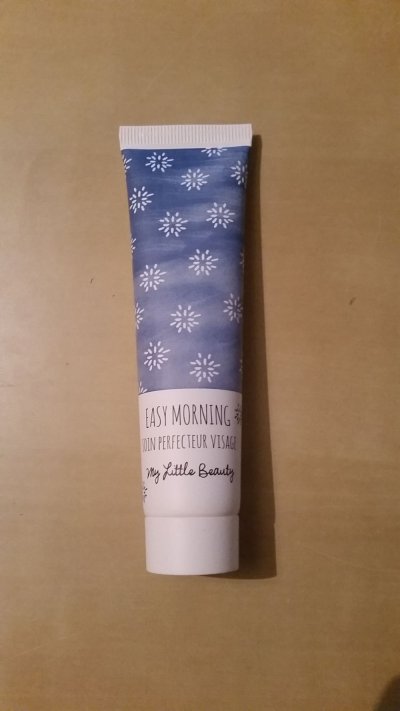 EASY MORNING
SOIN PERFECTEUR VISAGE
My Little Beauty